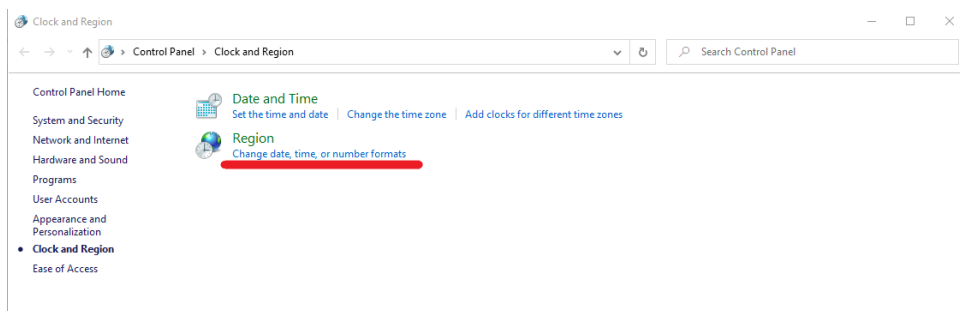 Clock and Region
Control Panel > Clock and Region
Search Control Panel
Control Panel Home
System and Security
Network and Internet
Hardware and Sound
Programs
User Accounts
Appearance and
Personalization
Clock and Region
Ease of Access
Date and Time
Set the time and date | Change the time zone | Add clocks for different time zones
Region
Change date, time, or number formats